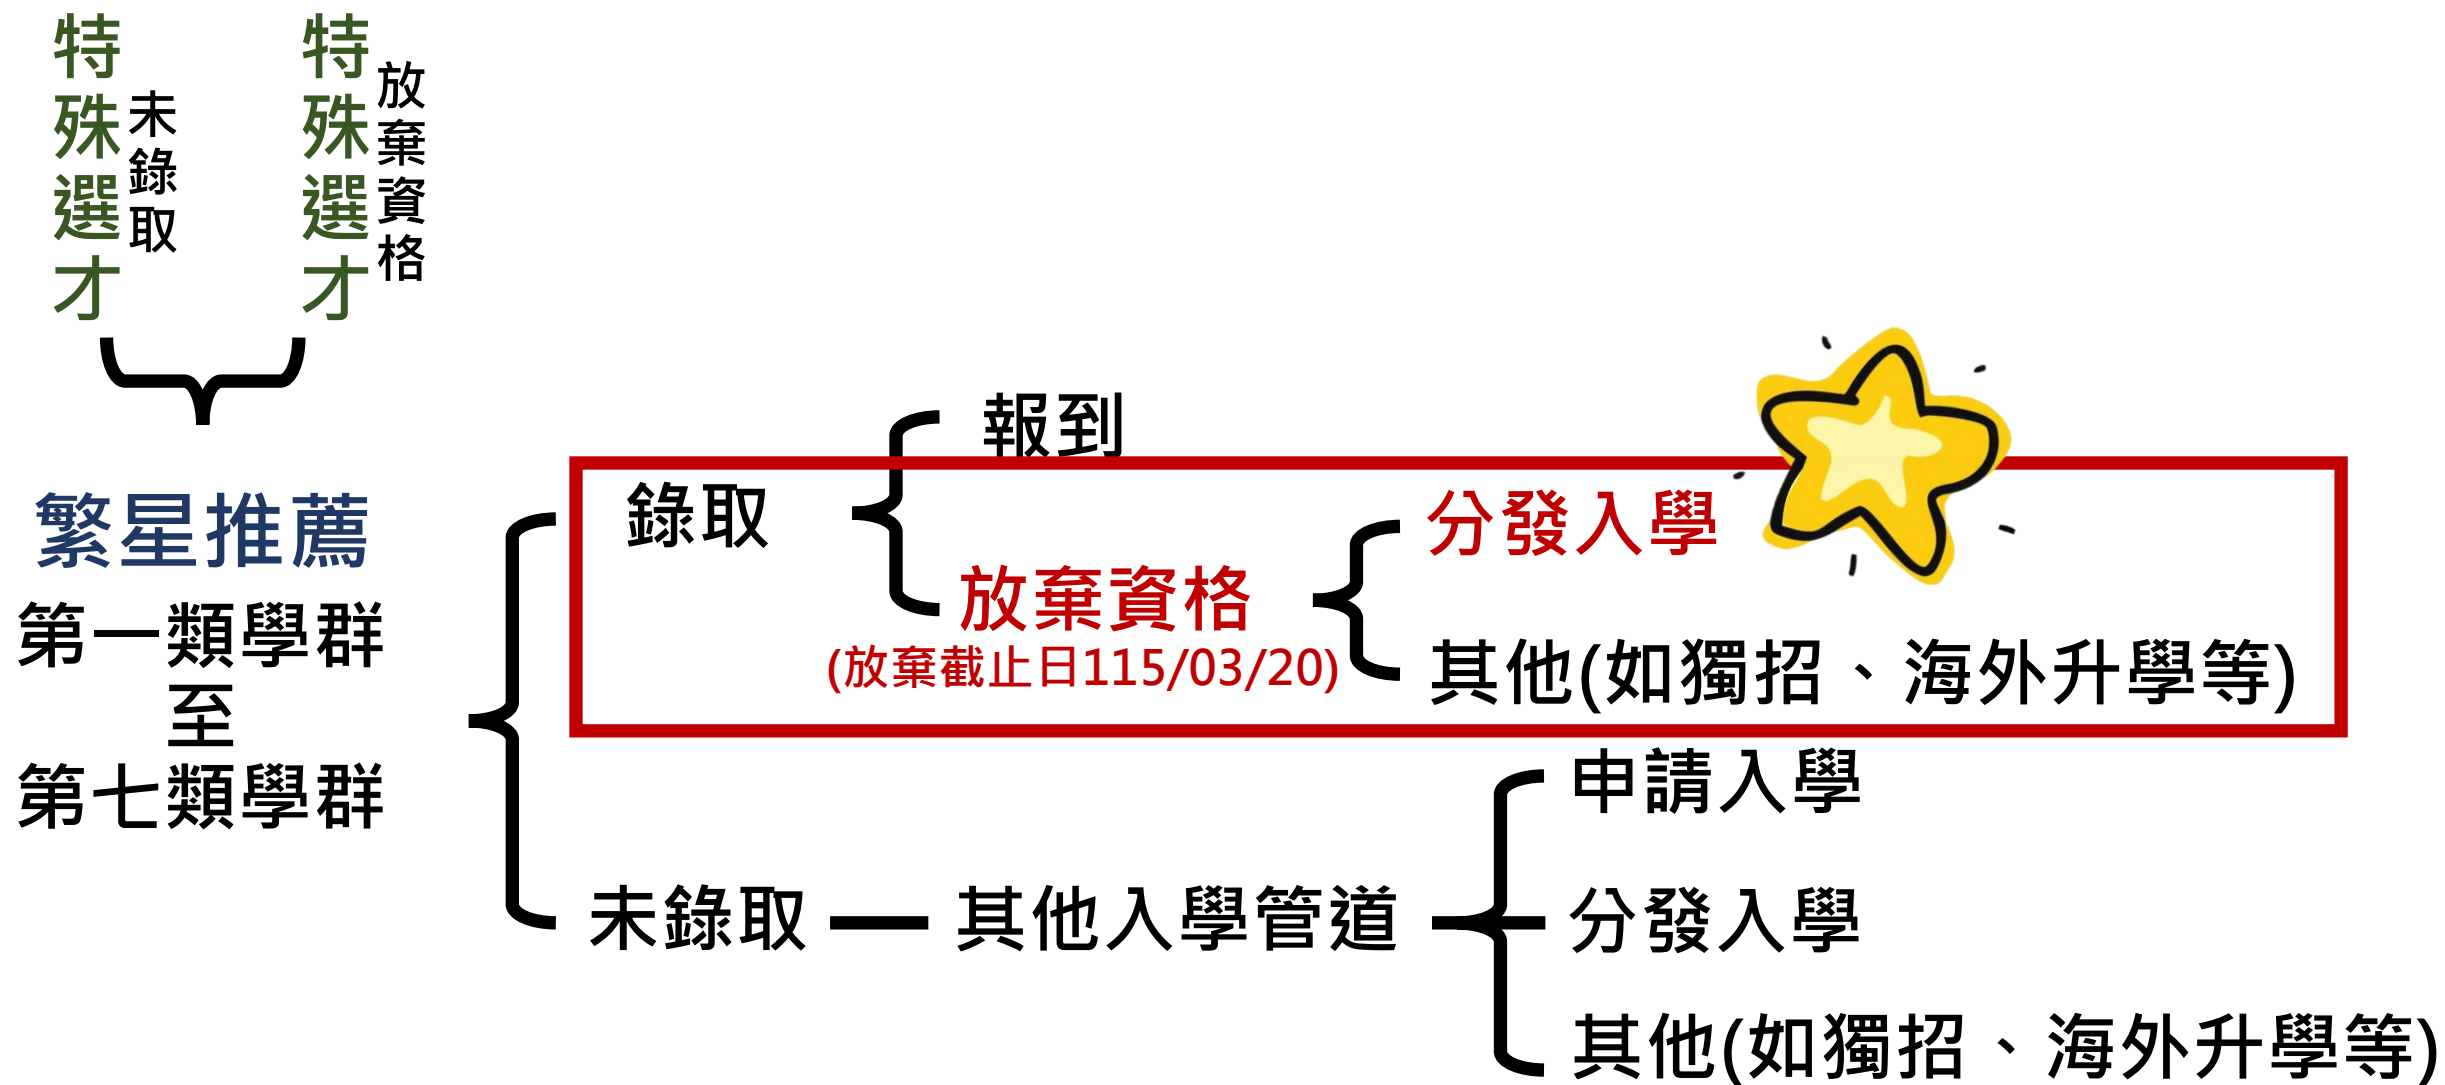 特殊選才
未錄取
特殊選才
放棄資格
繁星推薦
第一類學群
至
第七類學群
錄取
報到
放棄資格
(放棄截止日115/03/20)
分發入學
其他(如獨招、海外升學等)
未錄取
其他入學管道
申請入學
分發入學
其他(如獨招、海外升學等)